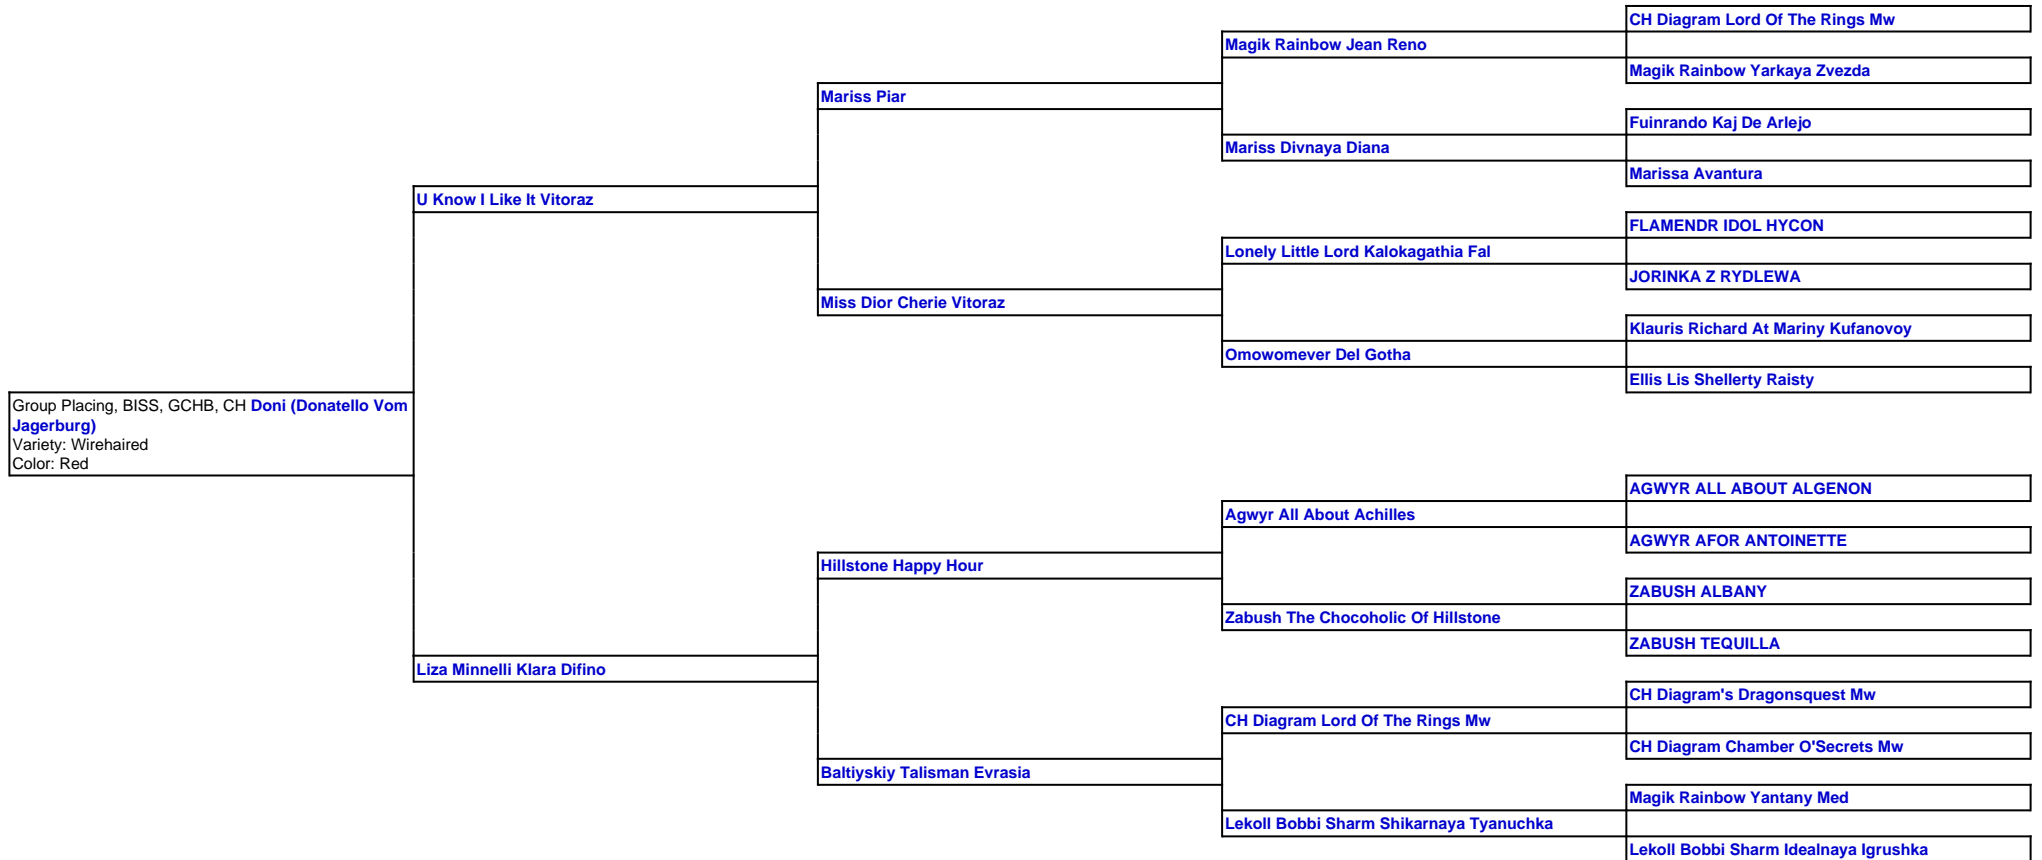 CH Diagram Lord Of The Rings Mw
Magik Rainbow Jean Reno
Magik Rainbow Yarkaya Zvezda
Mariss Piar
Fuinrando Kaj De Arlejo
Mariss Divnaya Diana
Marissa Avantura
U Know I Like It Vitoraz
FLAMENDR IDOL HYCON
Lonely Little Lord Kalokagathia Fal
JORINKA Z RYDLEWA
Miss Dior Cherie Vitoraz
Klauris Richard At Mariny Kufanovoy
Omowomever Del Gotha
Ellis Lis Shellerty Raisty
Group Placing, BISS, GCHB, CH Doni (Donatello Vom
Jagerburg)
Variety: Wirehaired
Color: Red
AGWYR ALL ABOUT ALGENON
Agwyr All About Achilles
AGWYR AFOR ANTOINETTE
Hillstone Happy Hour
ZABUSH ALBANY
Zabush The Chocoholic Of Hillstone
ZABUSH TEQUILLA
Liza Minnelli Klara Difino
CH Diagram's Dragonsquest Mw
CH Diagram Lord Of The Rings Mw
CH Diagram Chamber O'Secrets Mw
Baltiyskiy Talisman Evrasia
Magik Rainbow Yantany Med
Lekoll Bobbi Sharm Shikarnaya Tyanuchka
Lekoll Bobbi Sharm Idealnaya Igrushka